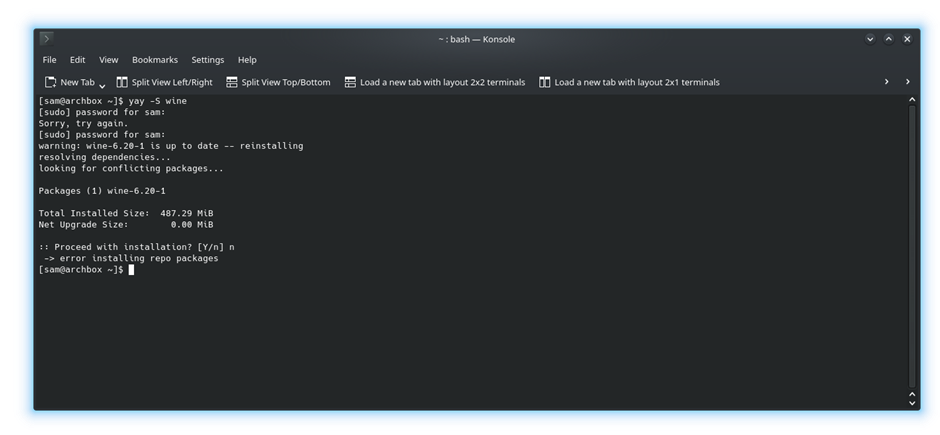 ~ : bash — Konsole
File Edit View Bookmarks Settings Help
New Tab Split View Left/Right Split View Top/Bottom Load a new tab with layout 2x2 terminals Load a new tab with layout 2x1 terminals
[sam@archbox ~]$ yay -S wine
[sudo] password for sam:
Sorry, try again.
[sudo] password for sam:
warning: wine-6.20-1 is up to date -- reinstalling
resolving dependencies...
looking for conflicting packages...
Packages (1) wine-6.20-1
Total Installed Size:  487.29 MiB
Net Upgrade Size:        0.00 MiB
:: Proceed with installation? [Y/n] n
 -> error installing repo packages
[sam@archbox ~]$